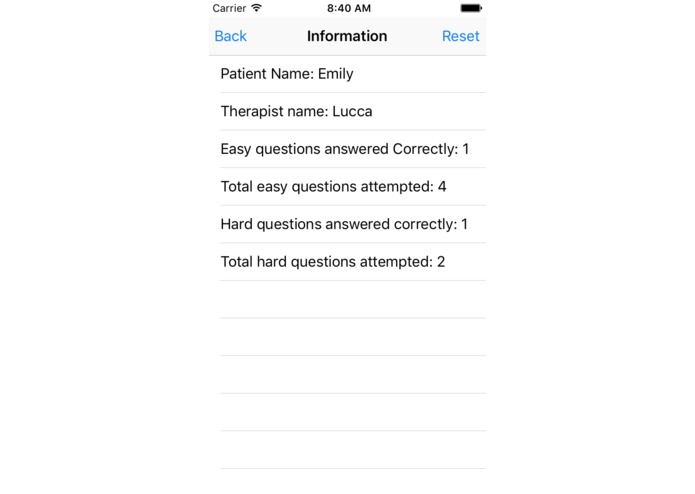 Carrier 8:40 AM
Back Information Reset
Patient Name: Emily
Therapist name: Lucca
Easy questions answered Correctly: 1
Total easy questions attempted: 4
Hard questions answered correctly: 1
Total hard questions attempted: 2